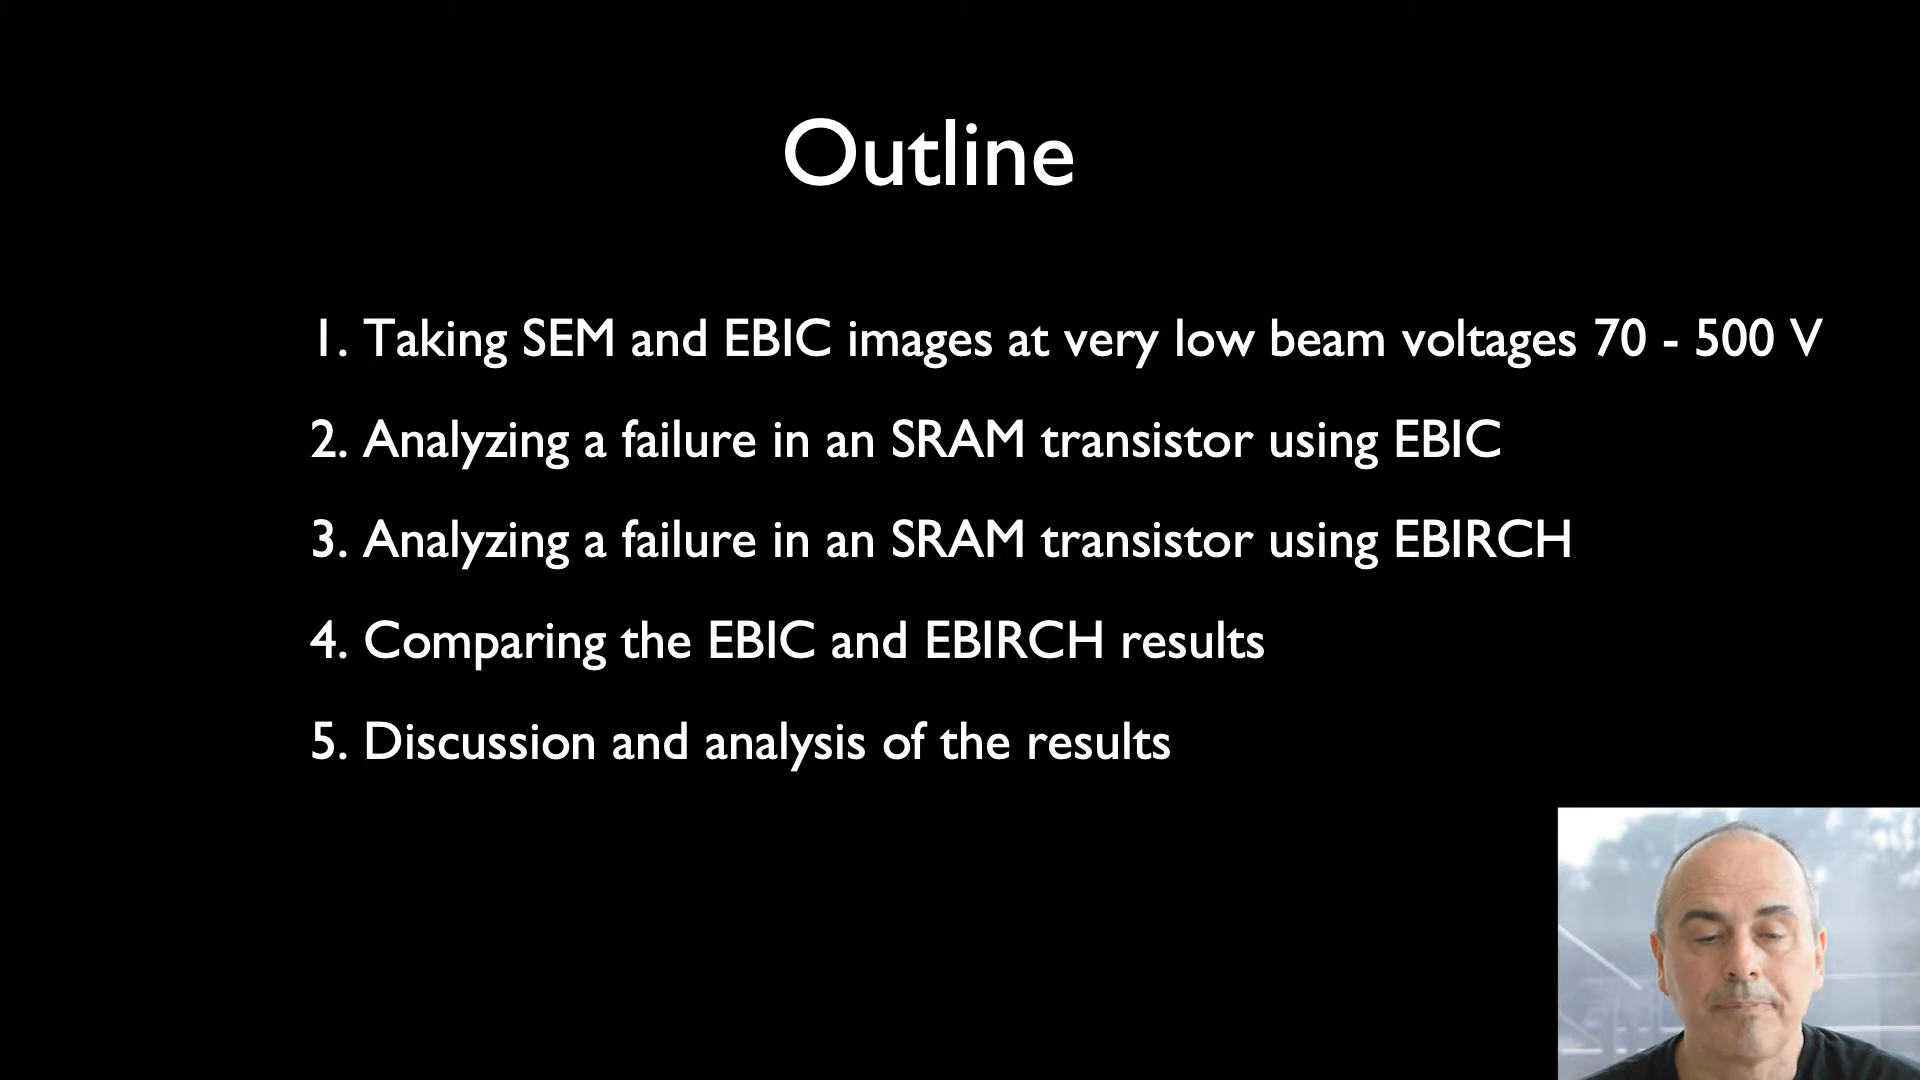 Outline
1. Taking SEM and EBIC images at very low beam voltages 70 - 500 V
2. Analyzing a failure in an SRAM transistor using EBIC
3. Analyzing a failure in an SRAM transistor using EBIRCH
4. Comparing the EBIC and EBIRCH results
5. Discussion and analysis of the results